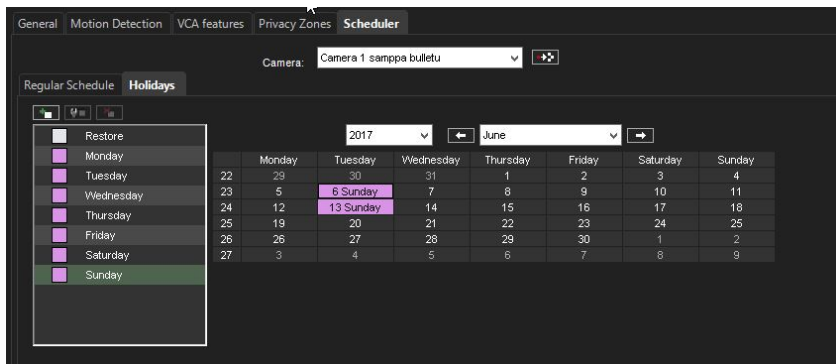 General Motion Detection VCA features Privacy Zones Scheduler
Camera: Camera 1 samppa bulletu
Regular Schedule Holidays
Restore
Monday
Tuesday
Wednesday
Thursday
Friday
Saturday
Sunday
2017 June
Monday Tuesday Wednesday Thursday Friday Saturday Sunday
22 29 30 31 1 2 3 4
23 5 6 Sunday 7 8 9 10 11
24 12 13 Sunday 14 15 16 17 18
25 19 20 21 22 23 24 25
26 26 27 28 29 30 1 2
27 3 4 5 6 7 8 9